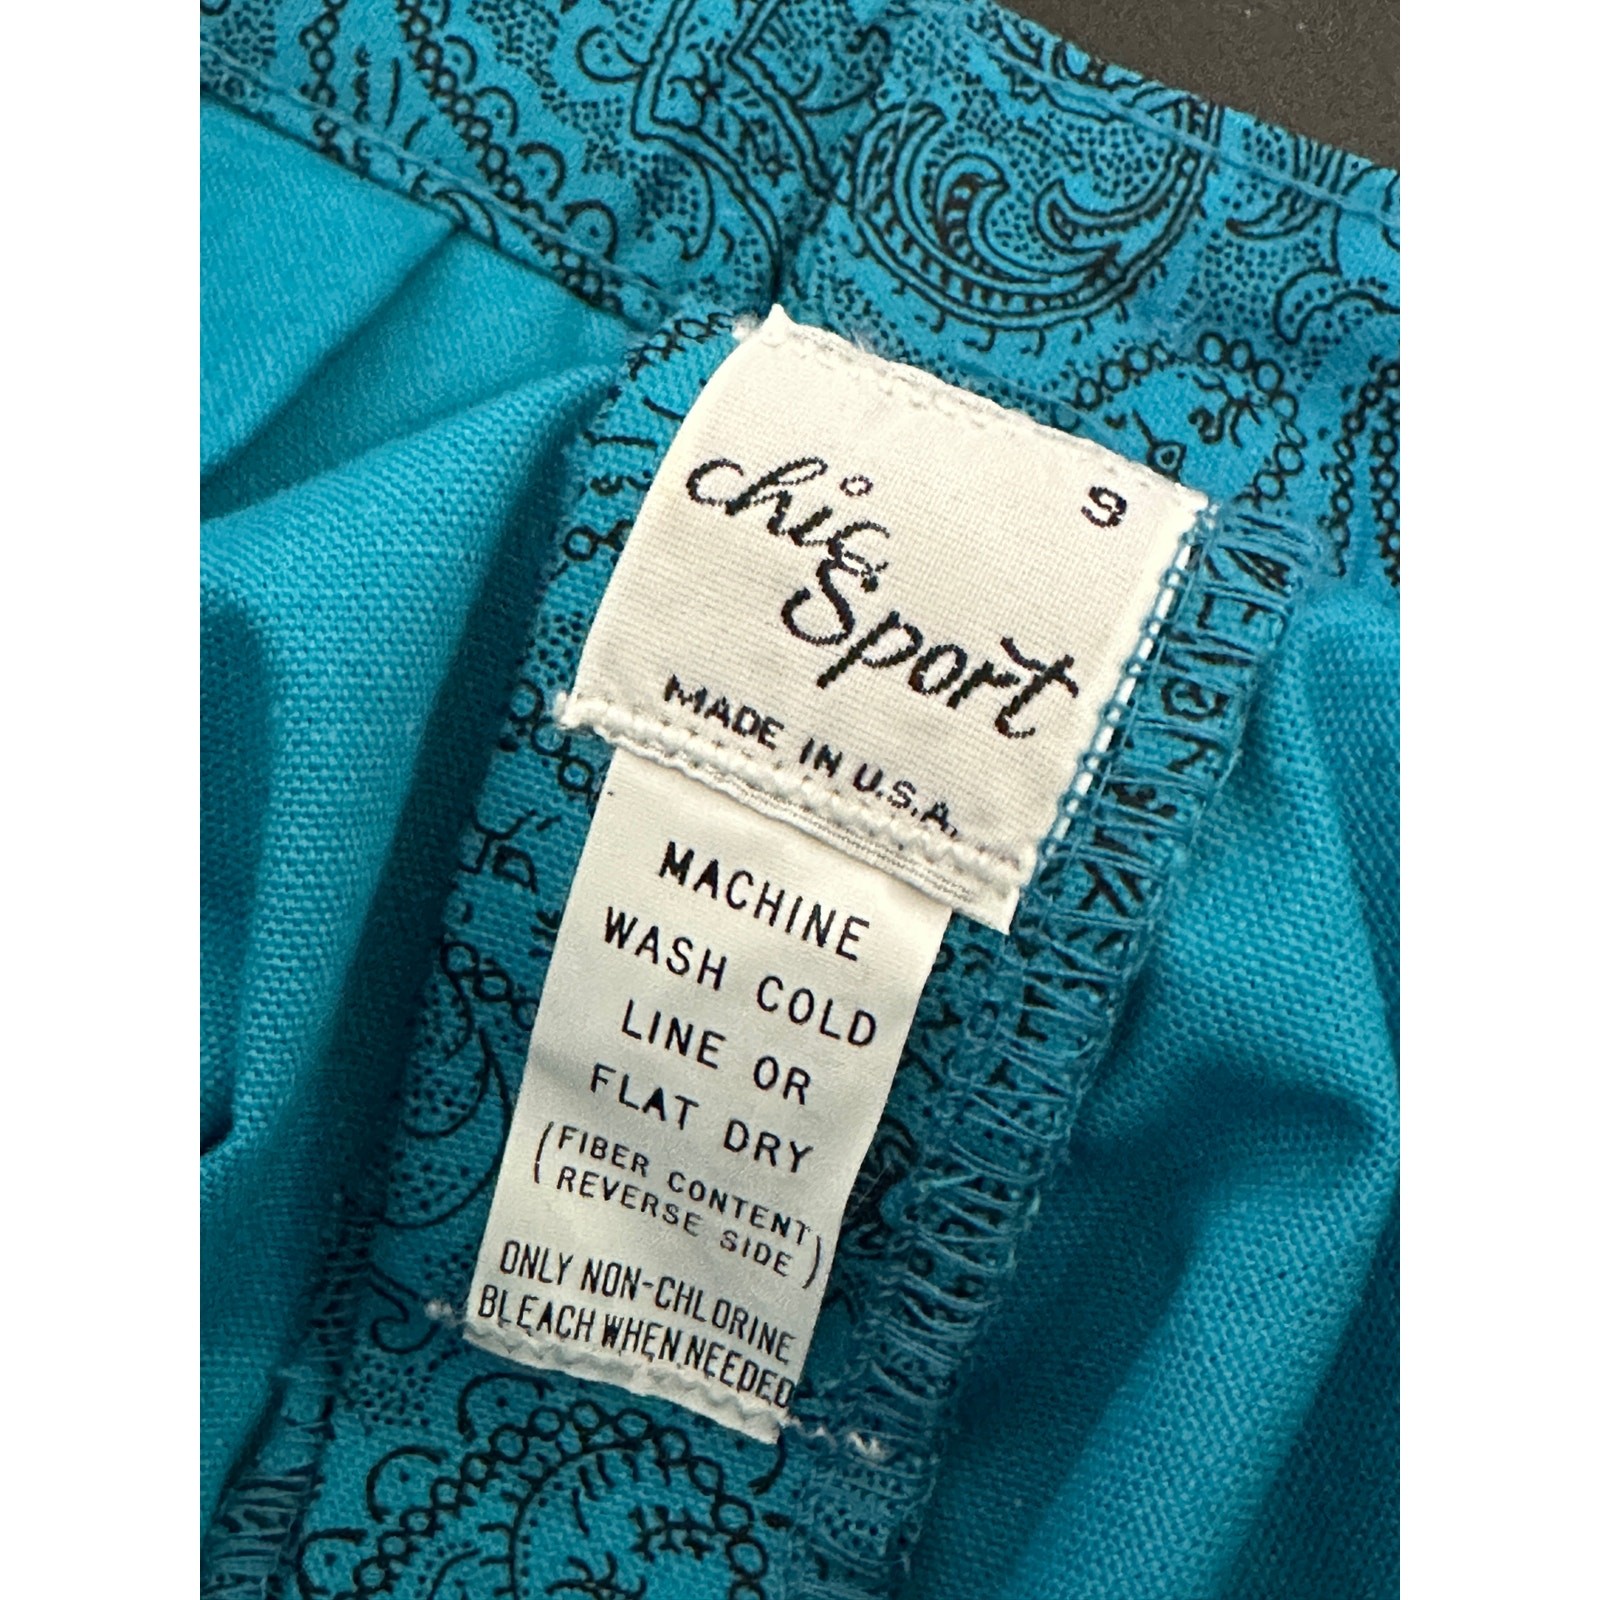 chic
Sport
9
MADE IN U.S.A.
MACHINE
WASH COLD
LINE OR
FLAT DRY
(FIBER CONTENT
REVERSE SIDE)
ONLY NON-CHLORINE
BLEACH WHEN NEEDED